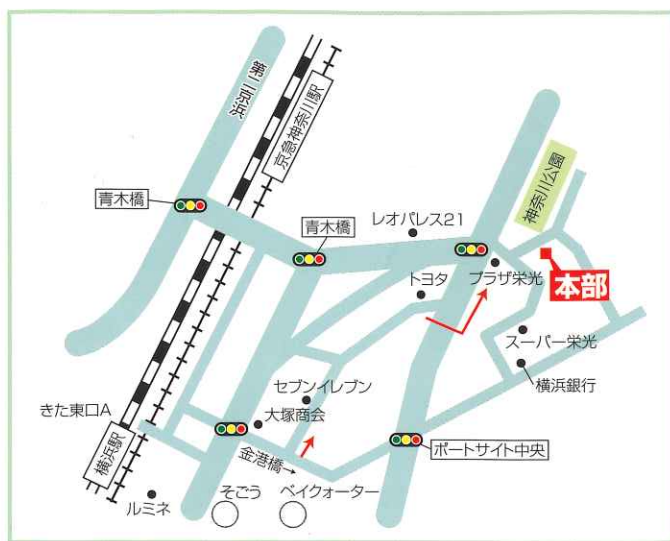 第二京浜
京急神奈川駅
神奈川公園
青木橋
青木橋
レオパレス21
プラザ栄光
本部
トヨタ
スーパー栄光
横浜銀行
セブンイレブン
大塚商会
きた東口A
ポートサイト中央
金港橋→
横浜駅
ルミネ
そごう
ベイクォーター